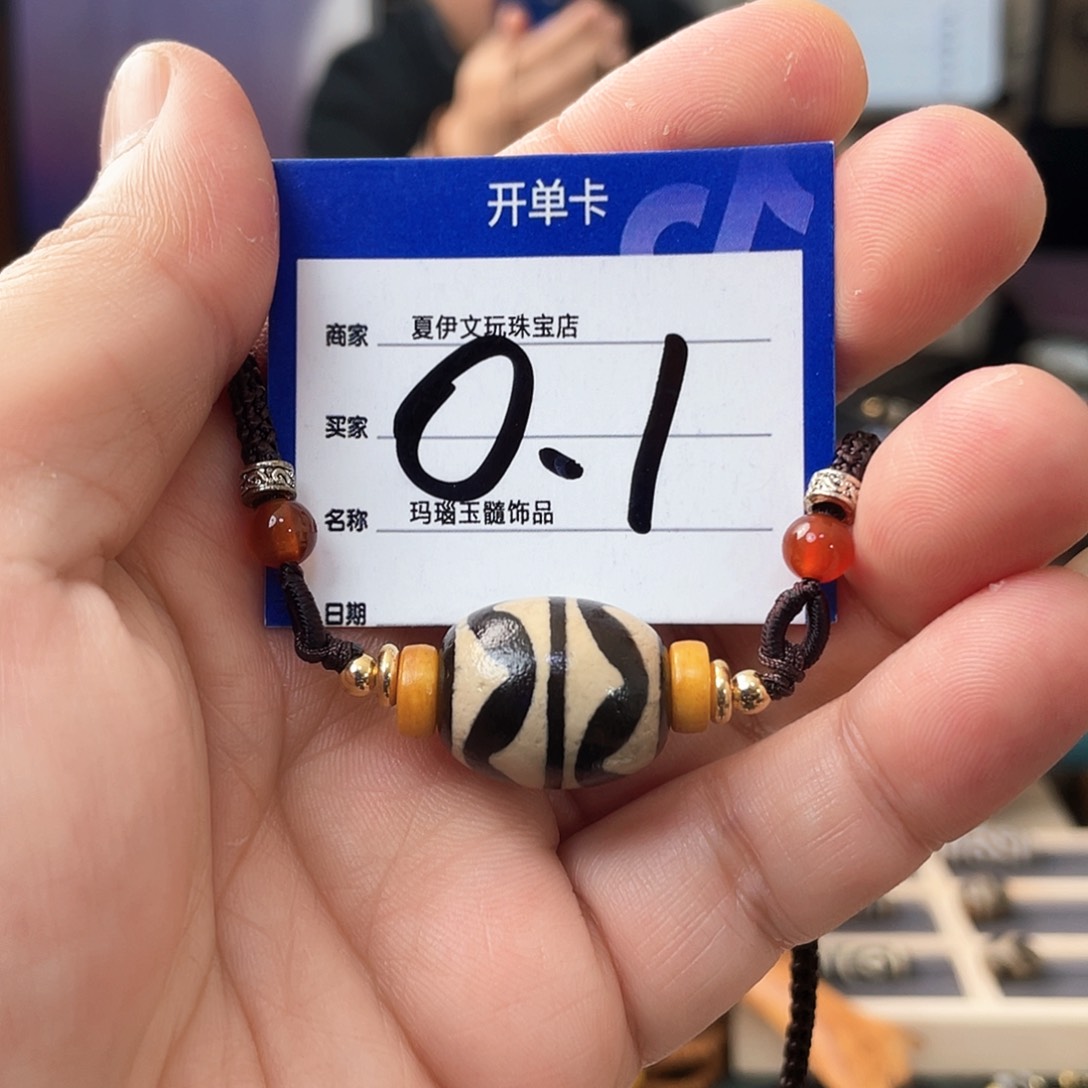 开单卡
商家 夏伊文玩珠宝店
买家
0.1
名称 玛瑙玉髓饰品
日期